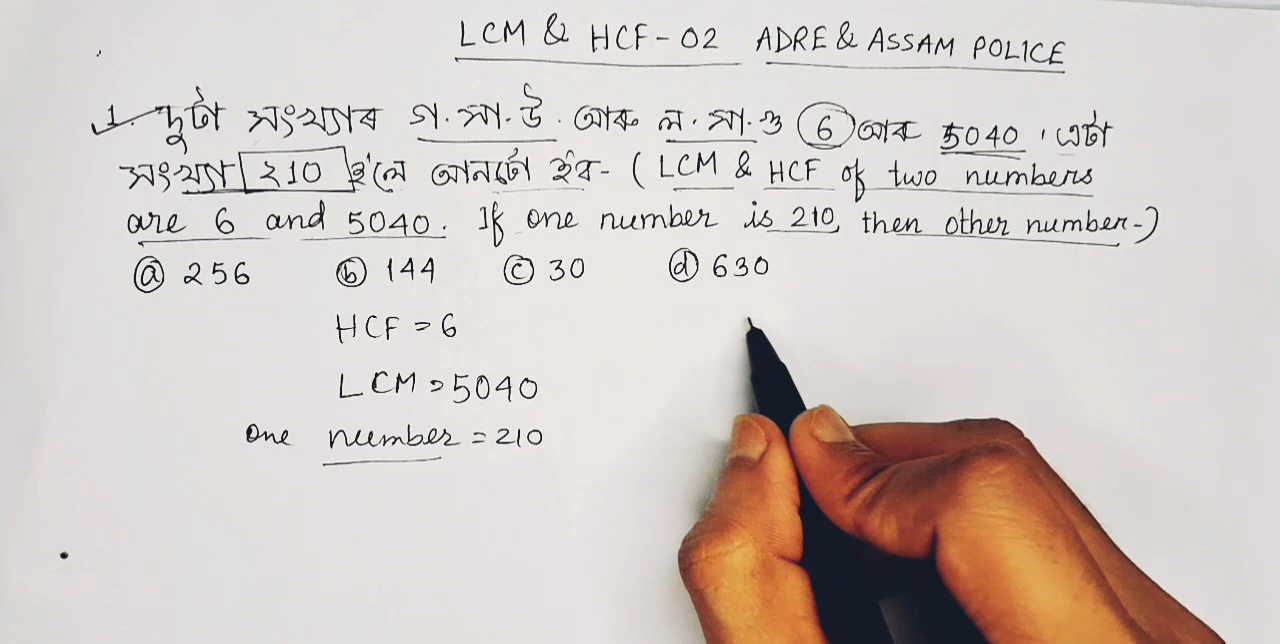 LCM & HCF-02 ADRE & ASSAM POLICE
1. দুটা সংখ্যাৰ গ.সা.উ. আৰু ল.সা.গু 6 আৰু 5040। এটা
সংখ্যা 210 হ'লে আনটো হ'ব- (LCM & HCF of two numbers
are 6 and 5040. If one number is 210, then other number-)
ⓐ 256 ⓑ 144 ⓒ 30 ⓓ 630
HCF = 6
LCM = 5040
One number = 210